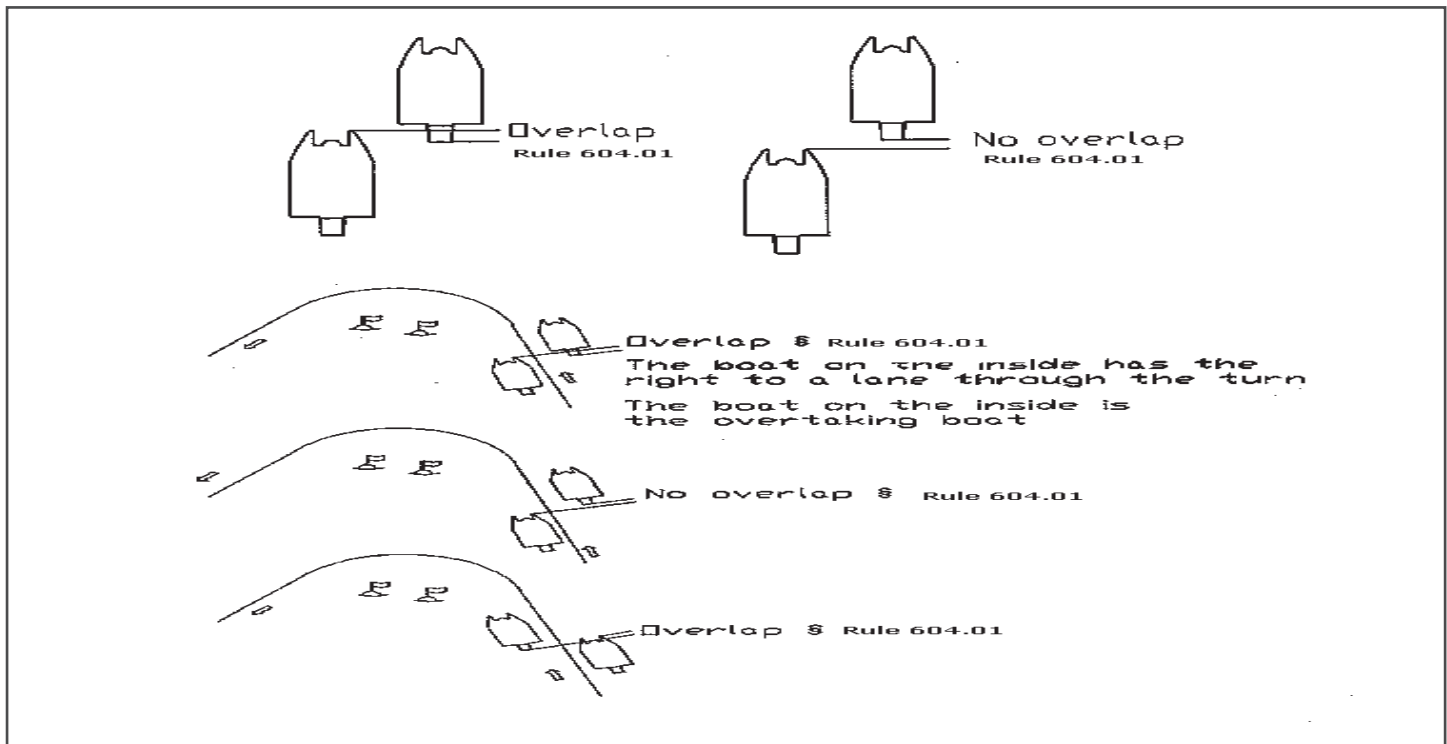 Overlap
Rule 604.01
No overlap
Rule 604.01
Overlap § Rule 604.01
The boat on the inside has the
right to a lane through the turn
The boat on the inside is
the overtaking boat
No overlap § Rule 604.01
Overlap § Rule 604.01